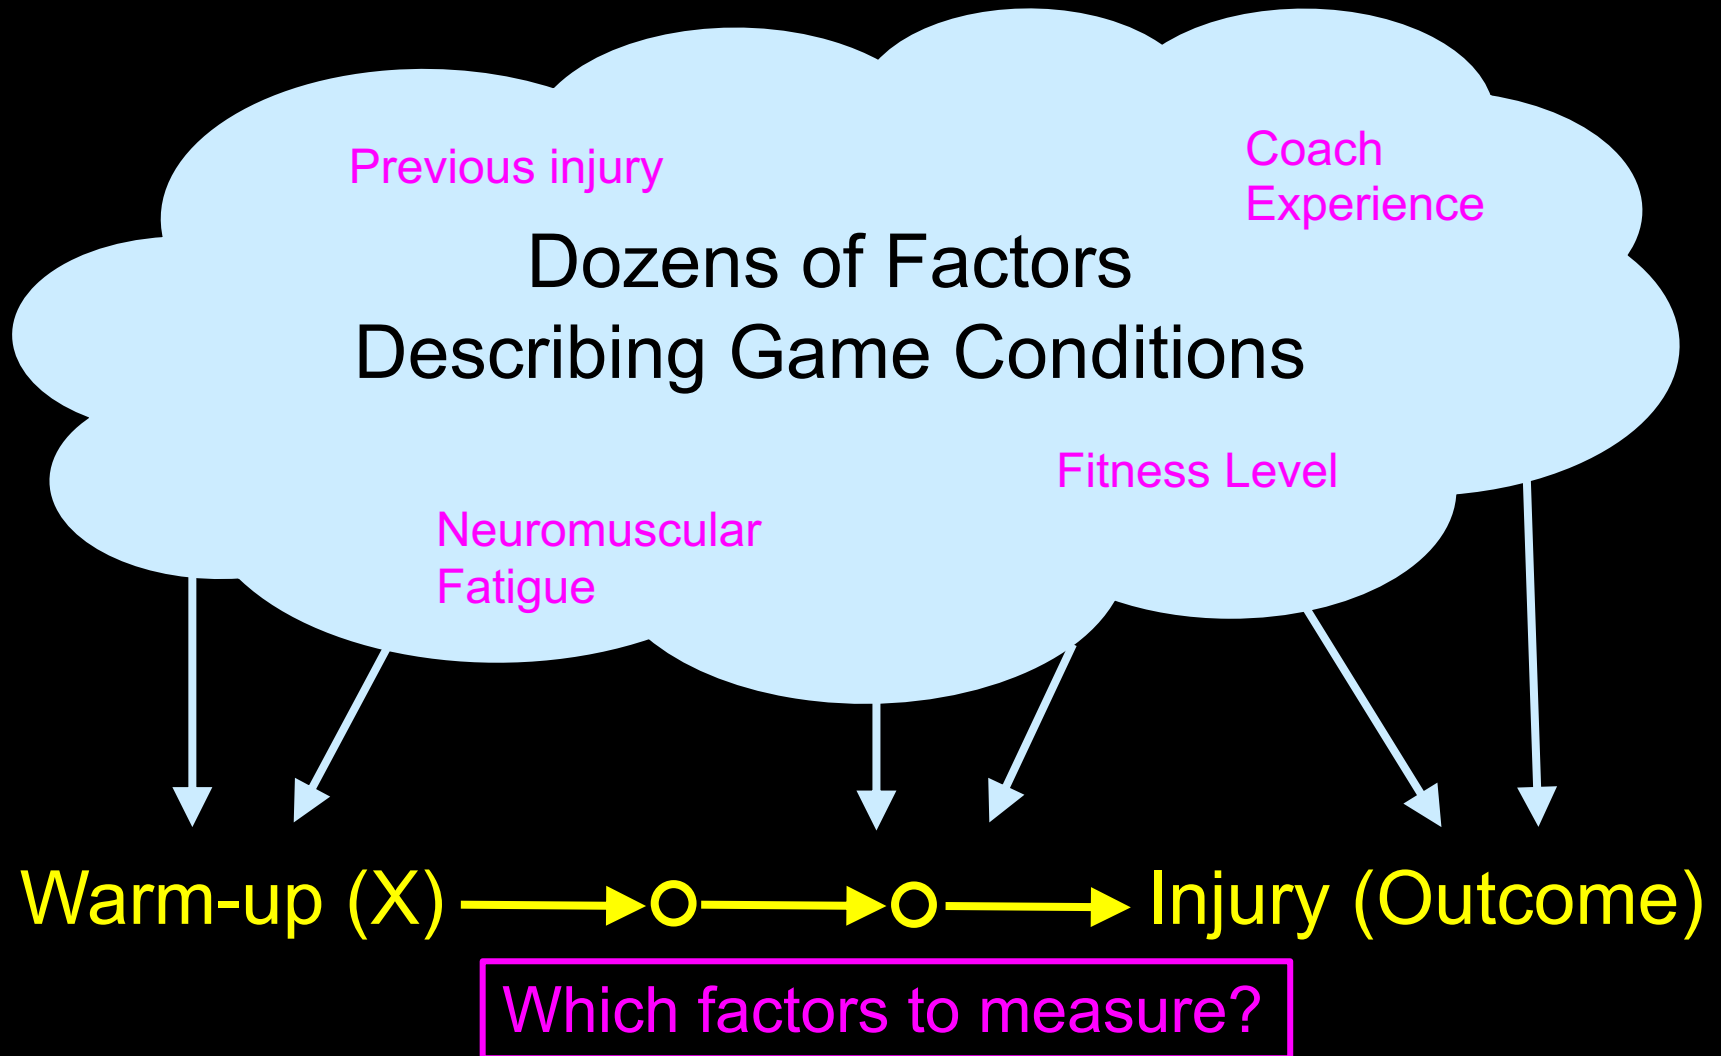 Previous injury
Coach
Experience
Dozens of Factors
Describing Game Conditions
Fitness Level
Neuromuscular
Fatigue
Warm-up (X)
Injury (Outcome)
Which factors to measure?